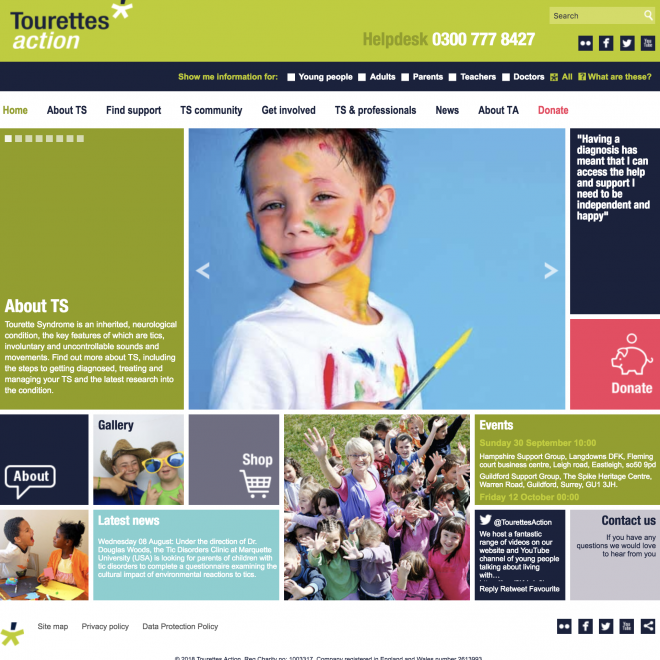 Tourettes
action
Search
Helpdesk 0300 777 8427
You Tube
Show me information for: Young people Adults Parents Teachers Doctors All What are these?
Home About TS Find support TS community Get involved TS & professionals News About TA Donate
"Having a
diagnosis has
meant that I can
access the help
and support I
need to be
independent and
happy"
About TS
Tourette Syndrome is an inherited, neurological
condition, the key features of which are tics,
involuntary and uncontrollable sounds and
movements. Find out more about TS, including
the steps to getting diagnosed, treating and
managing your TS and the latest research into
the condition.
Donate
About
Gallery
Shop
Events
Sunday 30 September 10:00
Hampshire Support Group, Langdowns DFK, Fleming
court business centre, Leigh road, Eastleigh, so50 9pd
Guildford Support Group, The Spike Heritage Centre,
Warren Road, Guildford, Surrey, GU1 3JH.
Friday 12 October 00:00
Latest news
Wednesday 08 August: Under the direction of Dr.
Douglas Woods, the Tic Disorders Clinic at Marquette
University (USA) is looking for parents of children with
tic disorders to complete a questionnaire examining the
cultural impact of environmental reactions to tics.
@TourettesAction
We host a fantastic
range of videos on our
website and YouTube
channel of young people
talking about living
with...
Reply Retweet Favourite
Contact us
If you have any
questions we would love
to hear from you
Site map Privacy policy Data Protection Policy
You Tube
© 2018 Tourettes Action. Reg Charity no: 1003317. Company registered in England and Wales number 2613993